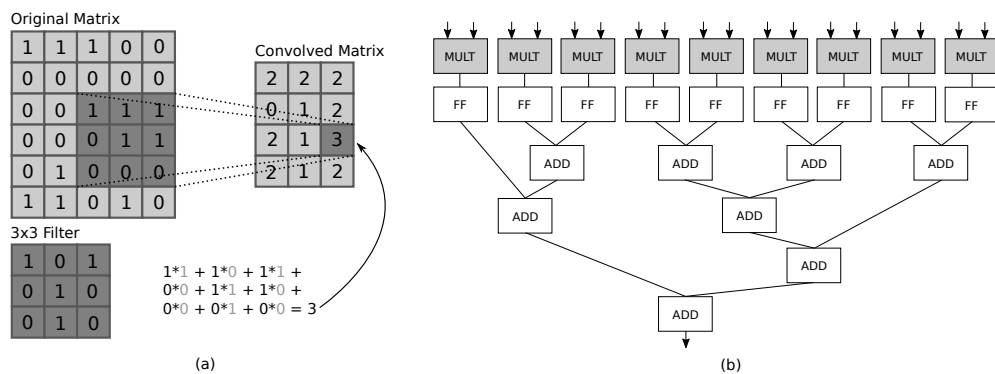 Original Matrix
1 1 1 0 0
0 0 0 0 0
0 0 1 1 1
0 0 0 1 1
0 1 0 0 0
1 1 0 1 0
3x3 Filter
1 0 1
0 1 0
0 1 0
Convolved Matrix
2 2 2
0 1 2
2 1 3
2 1 2
1*1 + 1*0 + 1*1 +
0*0 + 1*1 + 1*0 +
0*0 + 0*1 + 0*0 = 3
(a)
MULT MULT MULT MULT MULT MULT MULT MULT MULT
FF FF FF FF FF FF FF FF FF
ADD ADD ADD ADD
ADD ADD
ADD
ADD
(b)